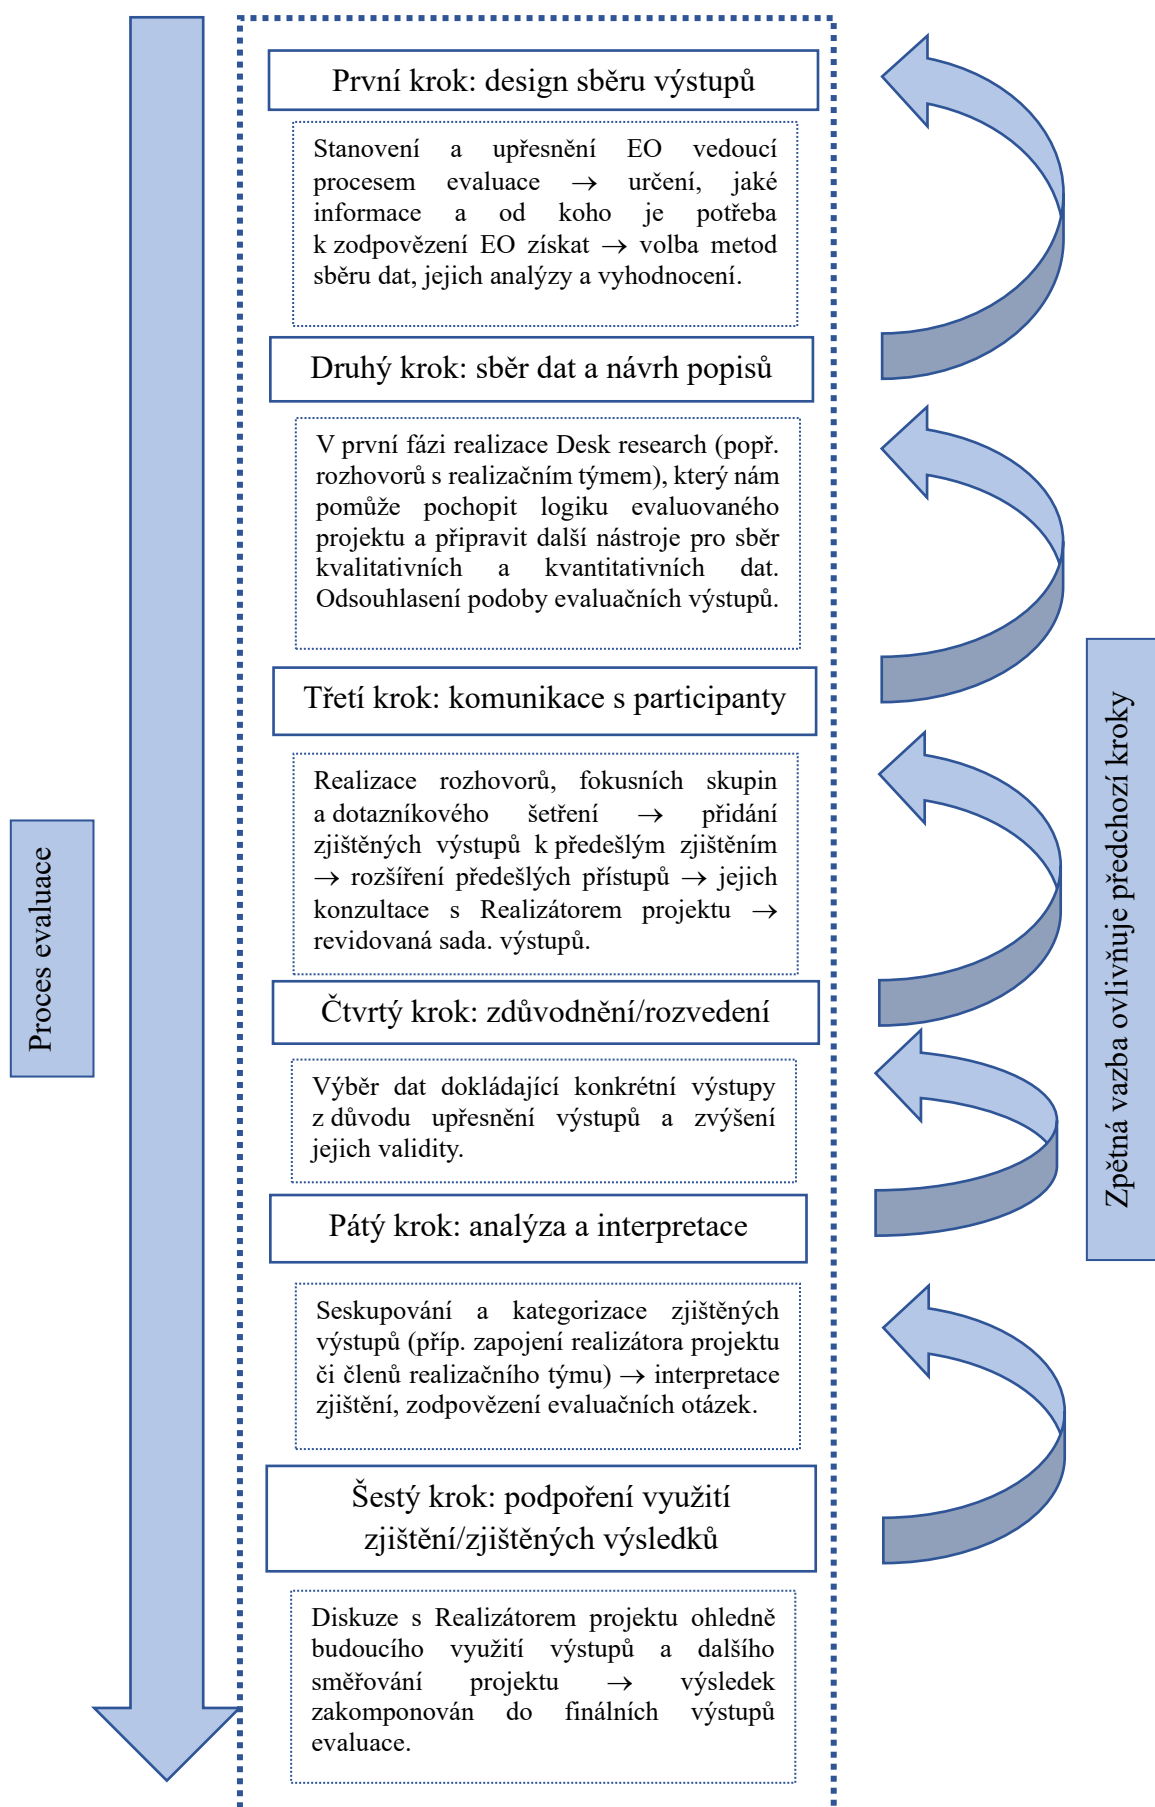 První krok: design sběru výstupů
Stanovení a upřesnění EO vedoucí
procesem evaluace → určení, jaké
informace a od koho je potřeba
k zodpovězení EO získat → volba metod
sběru dat, jejich analýzy a vyhodnocení.
Druhý krok: sběr dat a návrh popisů
V první fázi realizace Desk research (popř.
rozhovorů s realizačním týmem), který nám
pomůže pochopit logiku evaluovaného
projektu a připravit další nástroje pro sběr
kvalitativních a kvantitativních dat.
Odsouhlasení podoby evaluačních výstupů.
Třetí krok: komunikace s participanty
Realizace rozhovorů, fokusních skupin
a dotazníkového šetření → přidání
zjištěných výstupů k předešlým zjištěním
→ rozšíření předešlých přístupů → jejich
konzultace s Realizátorem projektu →
revidovaná sada. výstupů.
Čtvrtý krok: zdůvodnění/rozvedení
Výběr dat dokládající konkrétní výstupy
z důvodu upřesnění výstupů a zvýšení
jejich validity.
Pátý krok: analýza a interpretace
Seskupování a kategorizace zjištěných
výstupů (příp. zapojení realizátora projektu
či členů realizačního týmu) → interpretace
zjištění, zodpovězení evaluačních otázek.
Šestý krok: podpoření využití
zjištění/zjištěných výsledků
Diskuze s Realizátorem projektu ohledně
budoucího využití výstupů a dalšího
směřování projektu → výsledek
zakomponován do finálních výstupů
evaluace.
Proces evaluace
Zpětná vazba ovlivňuje předchozí kroky